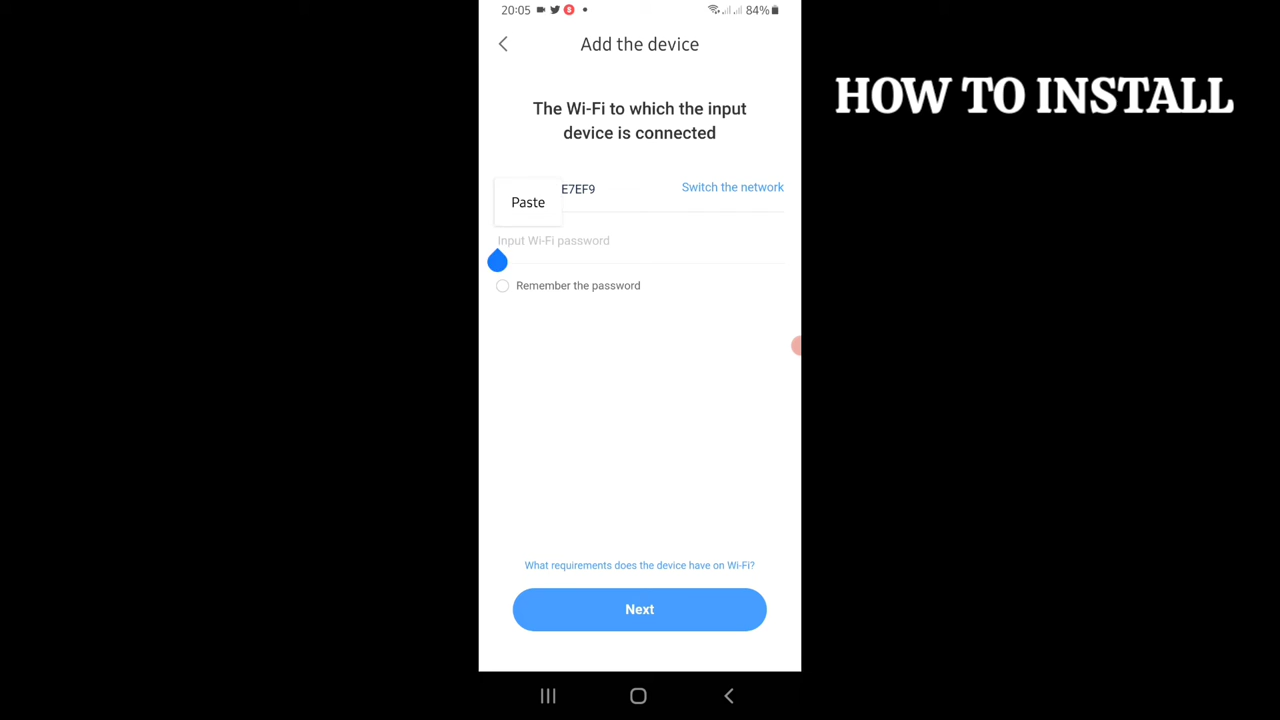 20:05
84%
Add the device
HOW TO INSTALL
The Wi-Fi to which the input
device is connected
E7EF9
Switch the network
Paste
Input Wi-Fi password
Remember the password
What requirements does the device have on Wi-Fi?
Next